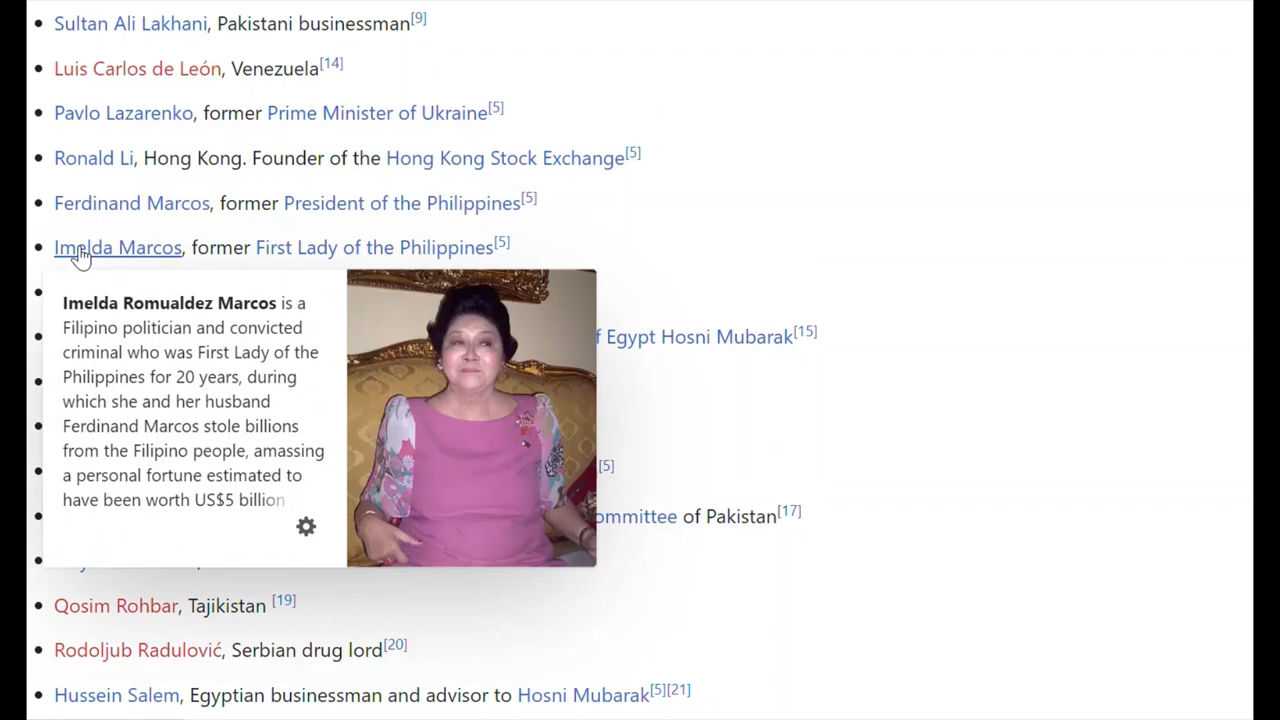 Sultan Ali Lakhani, Pakistani businessman[9]
Luis Carlos de León, Venezuela[14]
Pavlo Lazarenko, former Prime Minister of Ukraine[5]
Ronald Li, Hong Kong. Founder of the Hong Kong Stock Exchange[5]
Ferdinand Marcos, former President of the Philippines[5]
Imelda Marcos, former First Lady of the Philippines[5]
Imelda Romualdez Marcos is a
Filipino politician and convicted
criminal who was First Lady of the
Philippines for 20 years, during
which she and her husband
Ferdinand Marcos stole billions
from the Filipino people, amassing
a personal fortune estimated to
have been worth US$5 billion
f Egypt Hosni Mubarak[15]
[5]
ommittee of Pakistan[17]
Qosim Rohbar, Tajikistan [19]
Rodoljub Radulović, Serbian drug lord[20]
Hussein Salem, Egyptian businessman and advisor to Hosni Mubarak[5][21]